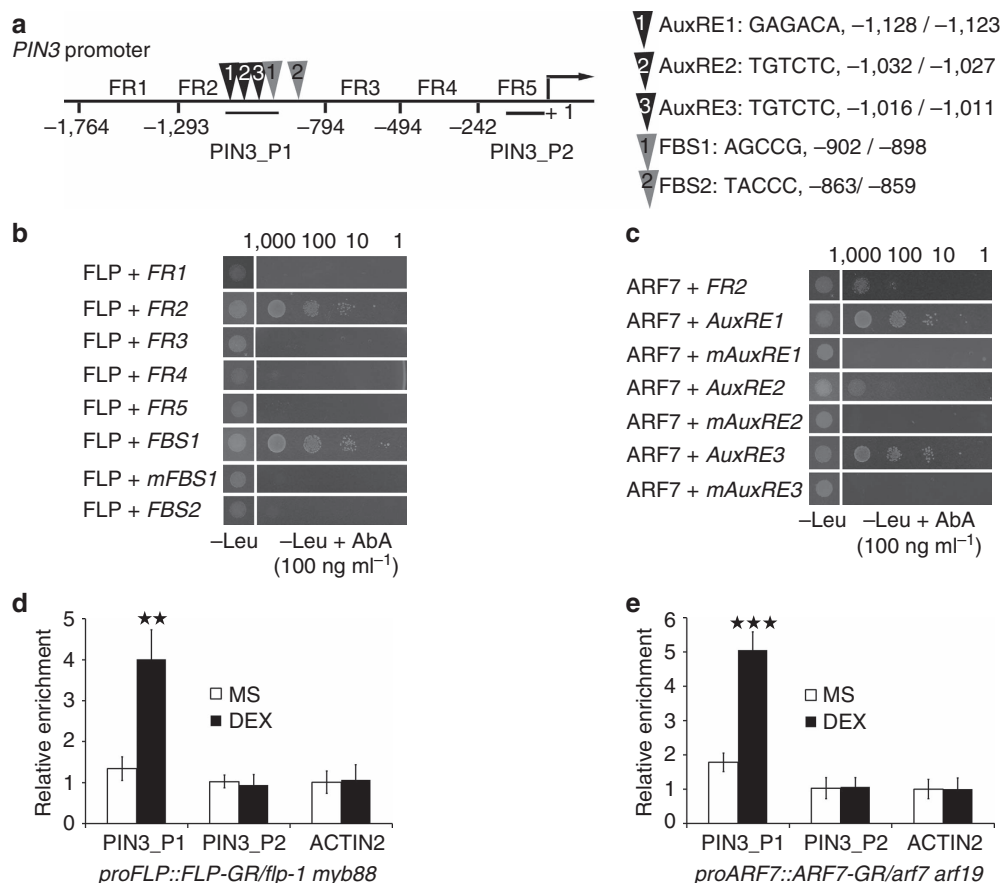 a
PIN3 promoter
FR1 FR2 1 2 3 1 2 FR3 FR4 FR5
–1,764 –1,293 –794 –494 –242 + 1
PIN3_P1 PIN3_P2
1 AuxRE1: GAGACA, –1,128 / –1,123
2 AuxRE2: TGTCTC, –1,032 / –1,027
3 AuxRE3: TGTCTC, –1,016 / –1,011
1 FBS1: AGCCG, –902 / –898
2 FBS2: TACCC, –863/ –859
b
1,000 100 10 1
FLP + FR1
FLP + FR2
FLP + FR3
FLP + FR4
FLP + FR5
FLP + FBS1
FLP + mFBS1
FLP + FBS2
–Leu –Leu + AbA
(100 ng ml⁻¹)
c
1,000 100 10 1
ARF7 + FR2
ARF7 + AuxRE1
ARF7 + mAuxRE1
ARF7 + AuxRE2
ARF7 + mAuxRE2
ARF7 + AuxRE3
ARF7 + mAuxRE3
–Leu –Leu + AbA
(100 ng ml⁻¹)
d
Relative enrichment
5
4
3
2
1
0
★★
MS
DEX
PIN3_P1 PIN3_P2 ACTIN2
proFLP::FLP-GR/flp-1 myb88
e
Relative enrichment
6
5
4
3
2
1
0
★★★
MS
DEX
PIN3_P1 PIN3_P2 ACTIN2
proARF7::ARF7-GR/arf7 arf19